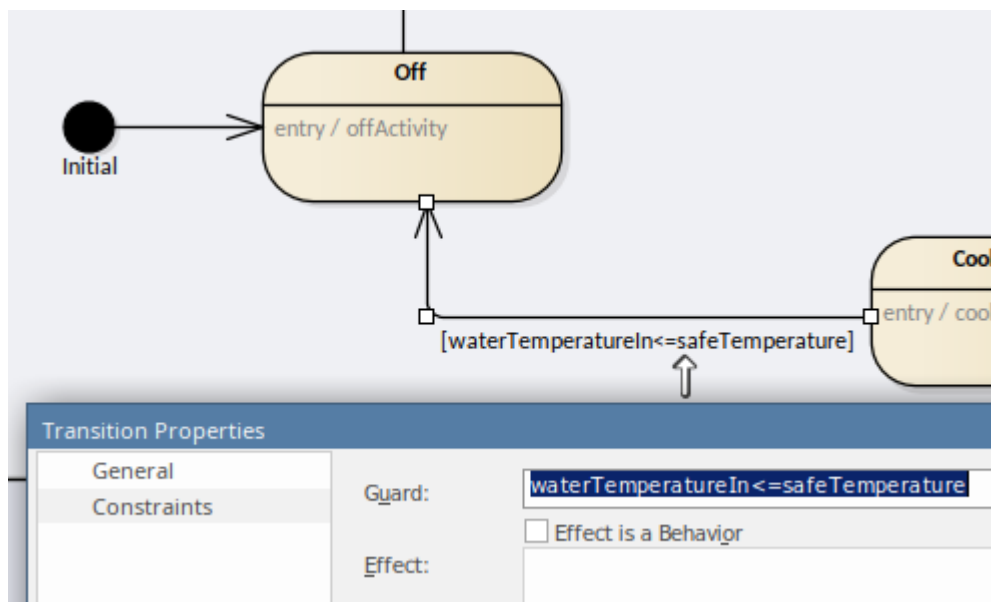 Off
entry / offActivity
Initial
Cool
entry / cool
[waterTemperatureIn<=safeTemperature]
Transition Properties
General
Constraints
Guard:
waterTemperatureIn<=safeTemperature
Effect is a Behavior
Effect: